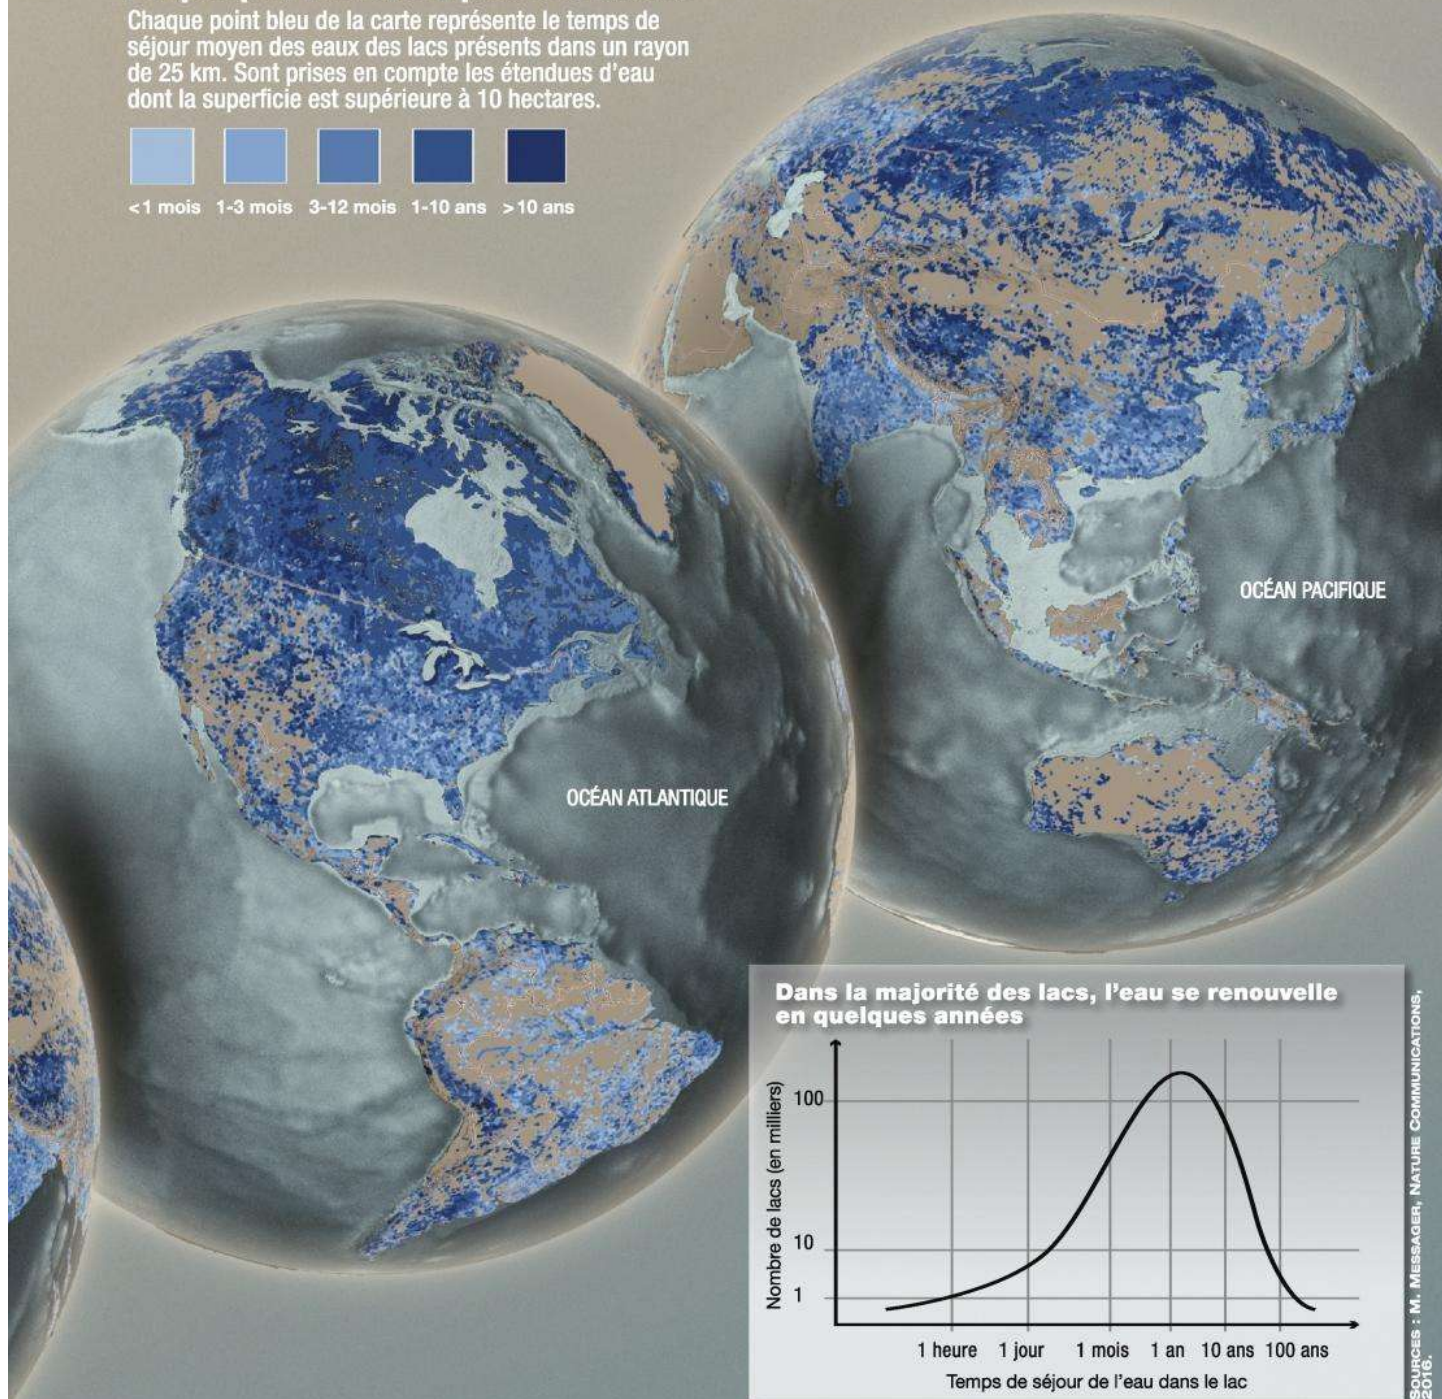 Chaque point bleu de la carte représente le temps de
séjour moyen des eaux des lacs présents dans un rayon
de 25 km. Sont prises en compte les étendues d'eau
dont la superficie est supérieure à 10 hectares.
<1 mois 1-3 mois 3-12 mois 1-10 ans >10 ans
OCÉAN PACIFIQUE
OCÉAN ATLANTIQUE
Dans la majorité des lacs, l'eau se renouvelle
en quelques années
Nombre de lacs (en milliers)
100
10
1
1 heure 1 jour 1 mois 1 an 10 ans 100 ans
Temps de séjour de l'eau dans le lac
SOURCES : M. MESSAGER, NATURE COMMUNICATIONS,
2016.